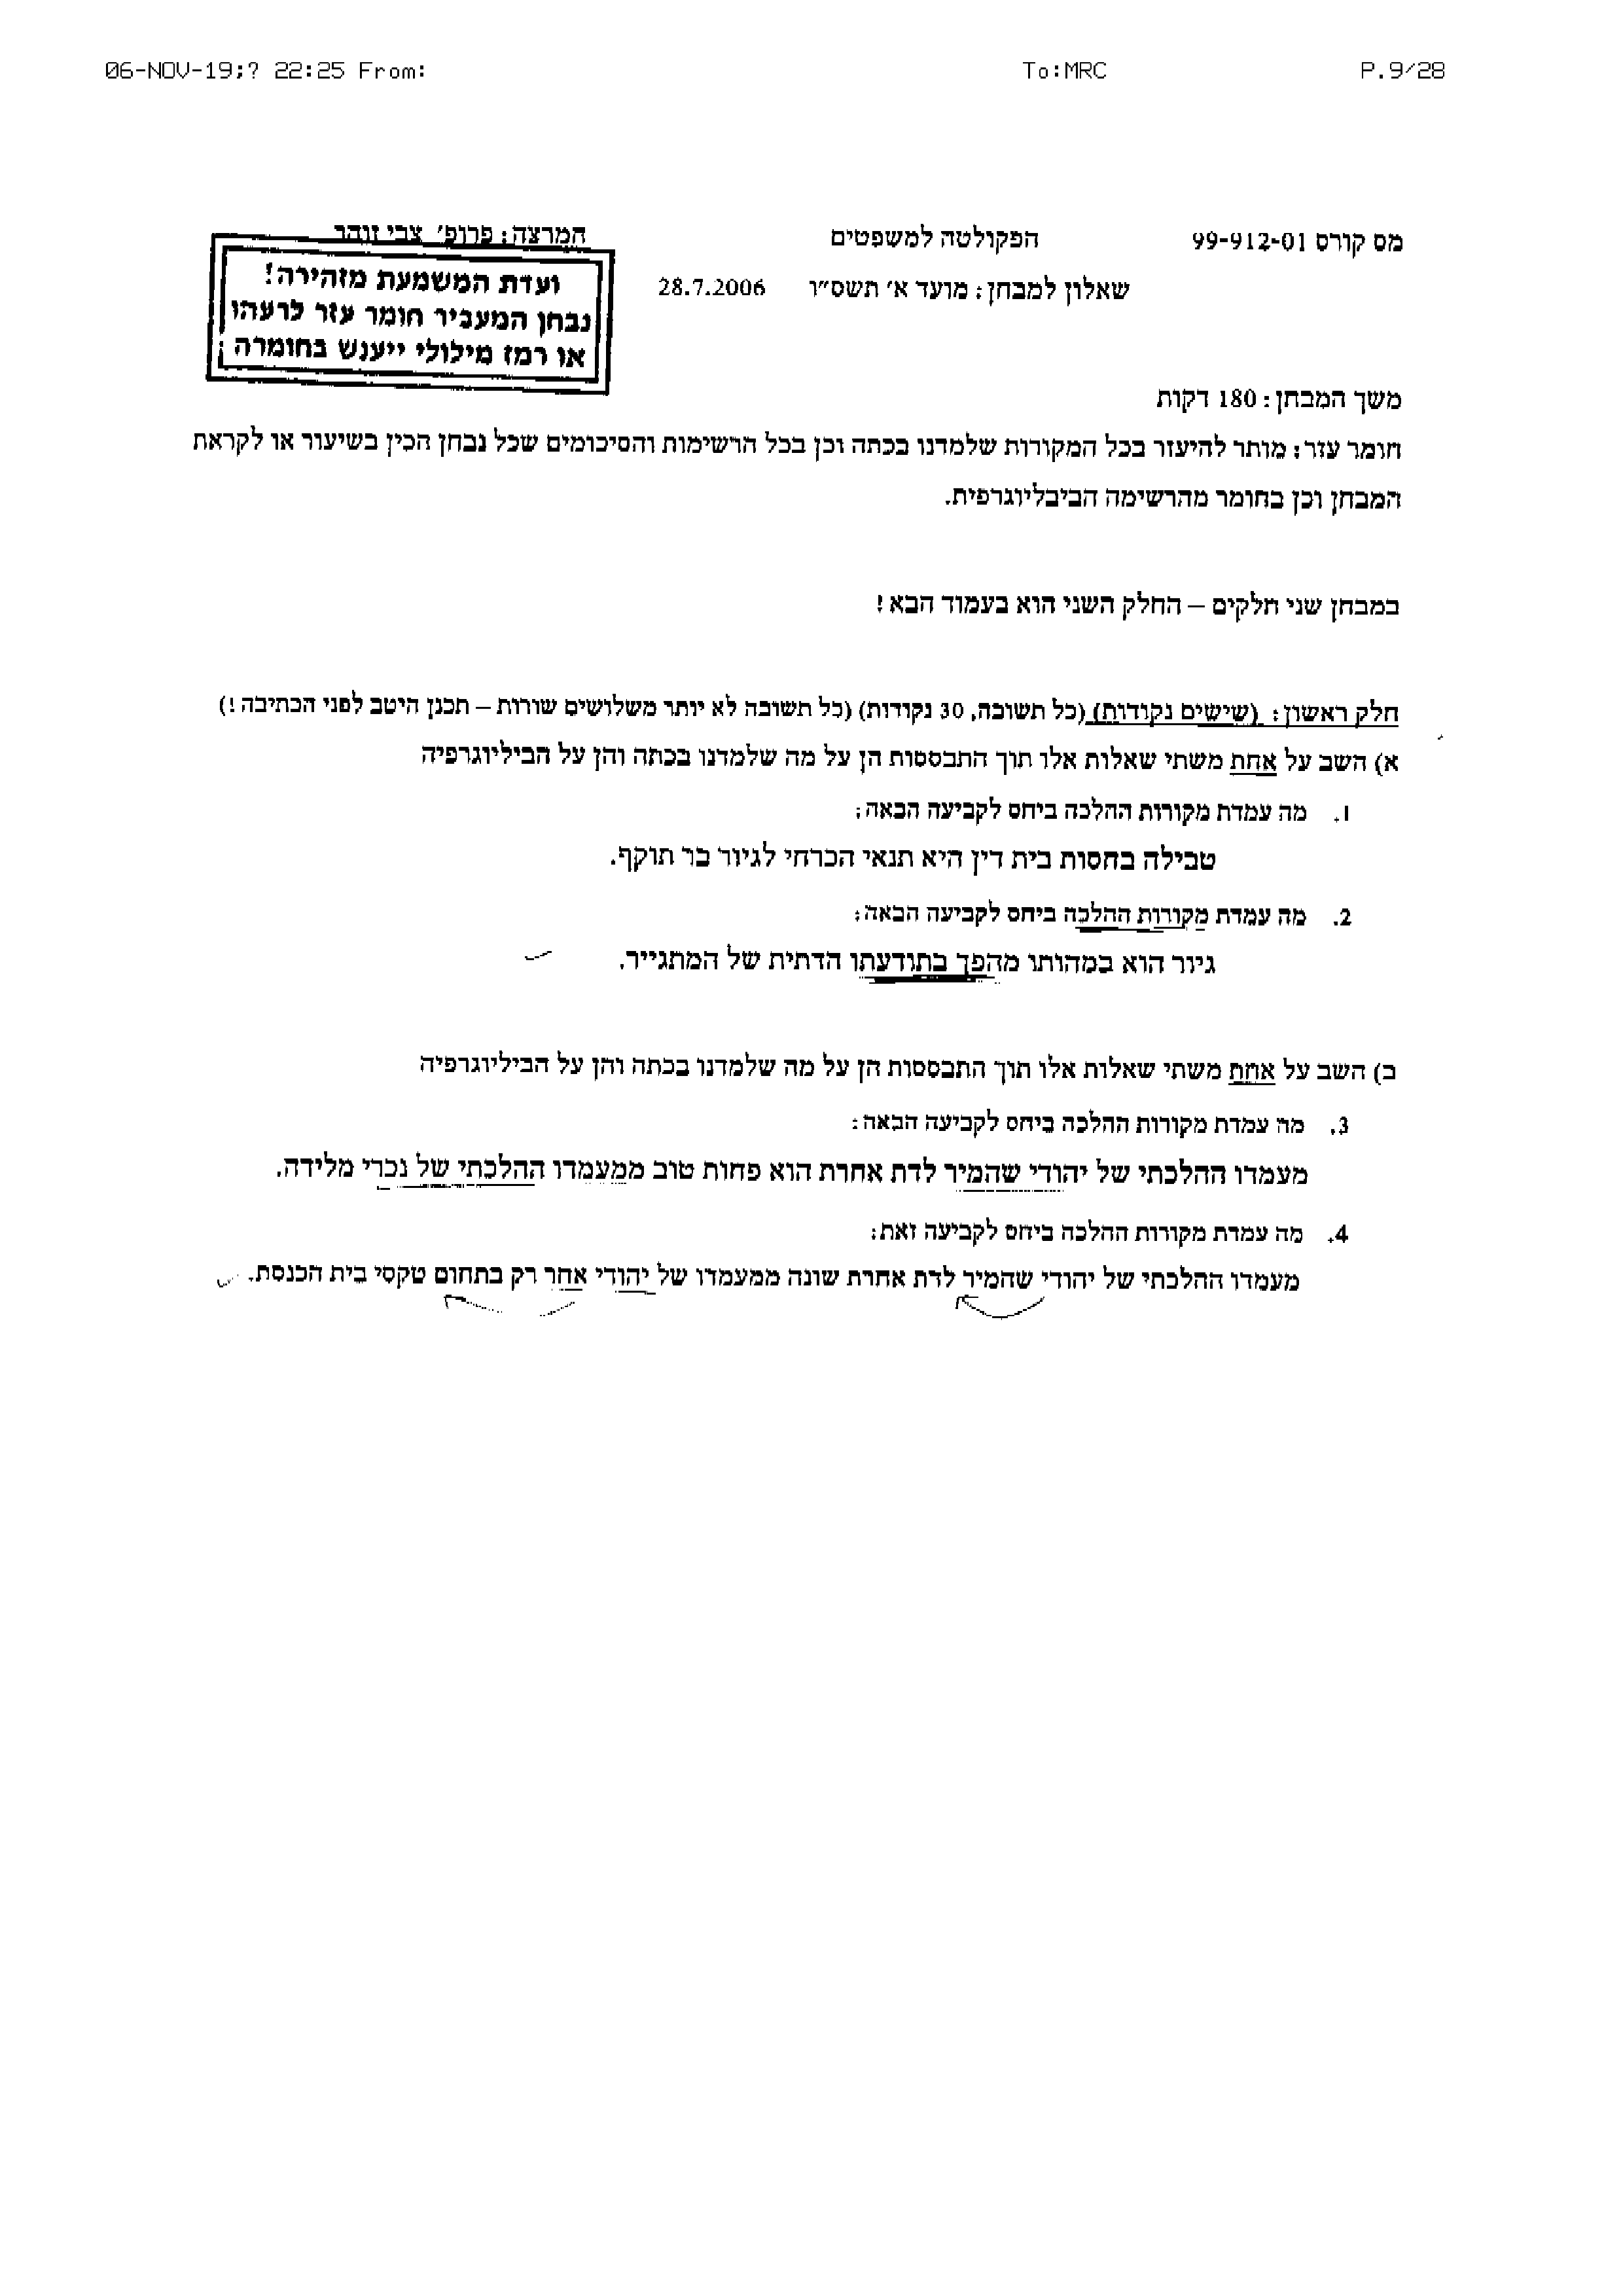 06-NOV-19;? 22:25 From: To:MRC P.9/28
מס קורס 99-912-01 הפקולטה למשפטים המרצה: פרופ' צבי זוהר
שאלון למבחן: מועד א' תשס"ו 28.7.2006
ועדת המשמעת מזהירה!
נבחן המעביר חומר עזר לרעהו
או רמז מילולי ייענש בחומרה
משך המבחן: 180 דקות
חומר עזר: מותר להיעזר בכל המקורות שלמדנו בכתה וכן בכל הרשימות והסיכומים שכל נבחן הכין בשיעור או לקראת
המבחן וכן בחומר מהרשימה הביבליוגרפית.
במבחן שני חלקים – החלק השני הוא בעמוד הבא!
חלק ראשון: (שישים נקודות) (כל תשובה, 30 נקודות) (כל תשובה לא יותר משלושים שורות – תכנן היטב לפני הכתיבה!)
א) השב על אחת משתי שאלות אלו תוך התבססות הן על מה שלמדנו בכתה והן על הביליוגרפיה
1. מה עמדת מקורות ההלכה ביחס לקביעה הבאה:
טבילה בחסות בית דין היא תנאי הכרחי לגיור בר תוקף.
2. מה עמדת מקורות ההלכה ביחס לקביעה הבאה:
גיור הוא במהותו מהפך בתודעתו הדתית של המתגייר.
ב) השב על אחת משתי שאלות אלו תוך התבססות הן על מה שלמדנו בכתה והן על הביליוגרפיה
3. מה עמדת מקורות ההלכה ביחס לקביעה הבאה:
מעמדו ההלכתי של יהודי שהמיר לדת אחרת הוא פחות טוב ממעמדו ההלכתי של נכרי מלידה.
4. מה עמדת מקורות ההלכה ביחס לקביעה זאת:
מעמדו ההלכתי של יהודי שהמיר לדת אחרת שונה ממעמדו של יהודי אחר רק בתחום טקסי בית הכנסת.